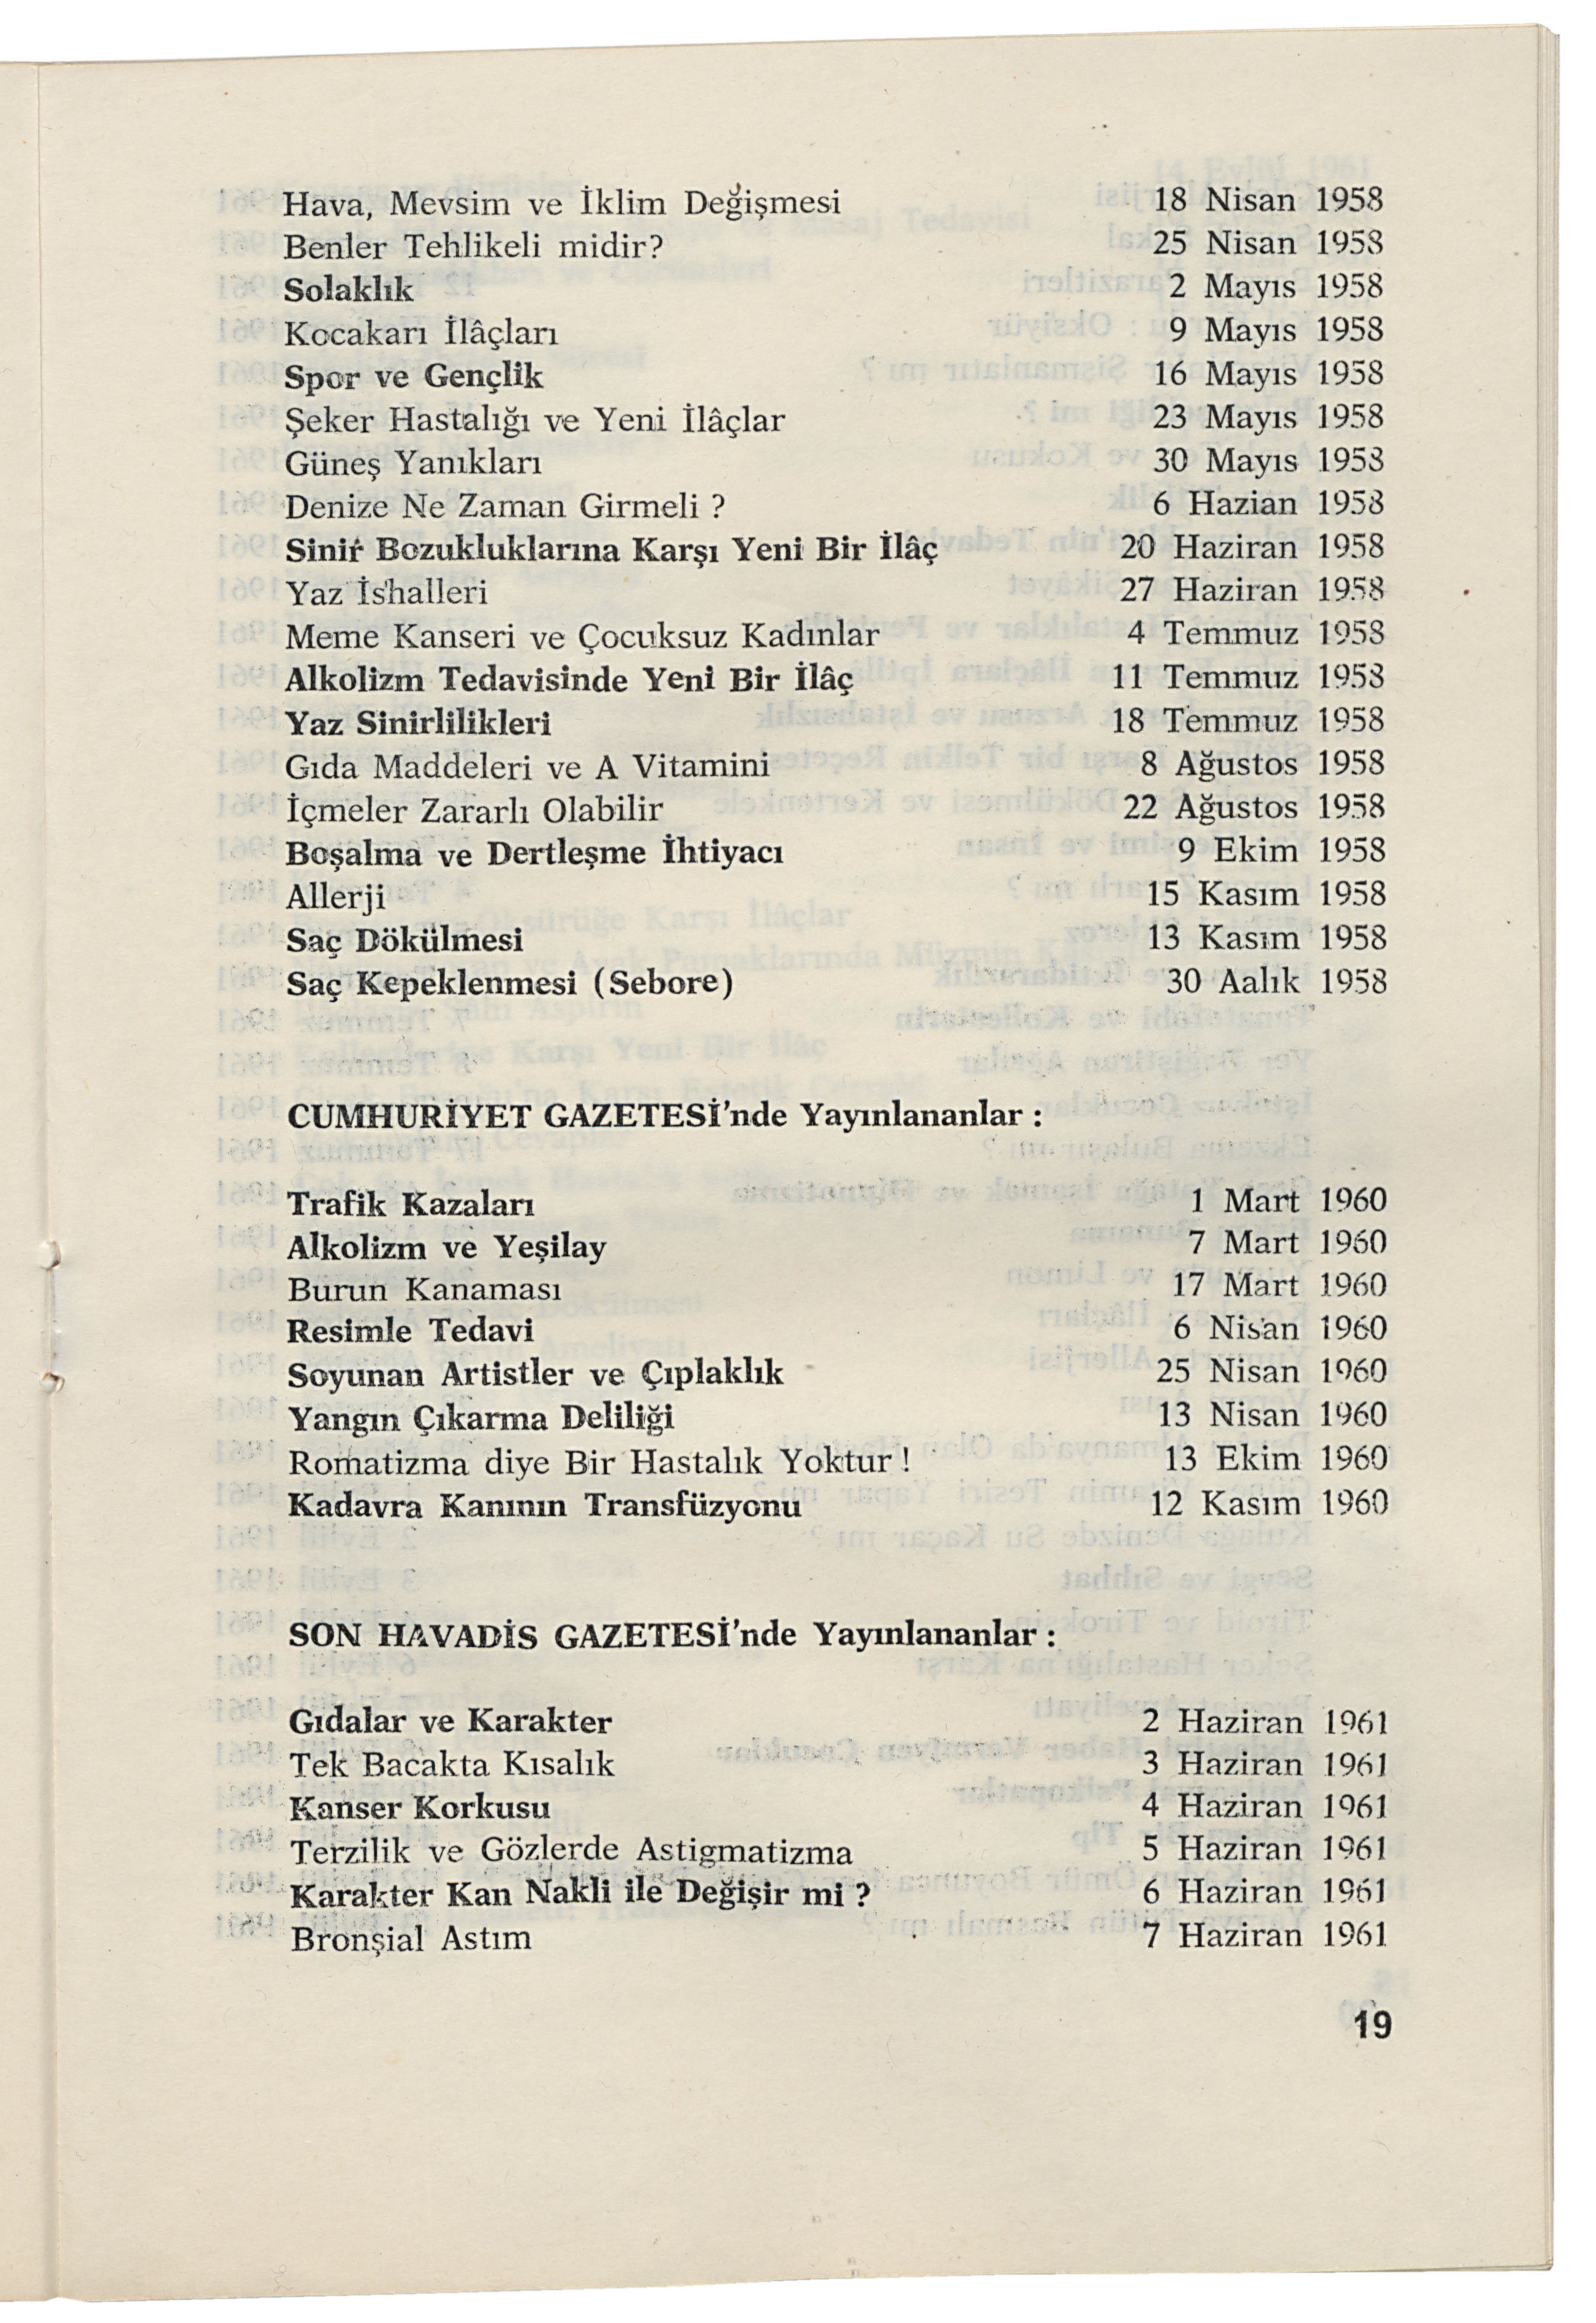 Hava, Mevsim ve İklim Değişmesi 18 Nisan 1958
Benler Tehlikeli midir? 25 Nisan 1958
Solaklık 2 Mayıs 1958
Kocakarı İlâçları 9 Mayıs 1958
Spor ve Gençlik 16 Mayıs 1958
Şeker Hastalığı ve Yeni İlâçlar 23 Mayıs 1958
Güneş Yanıkları 30 Mayıs 1958
Denize Ne Zaman Girmeli ? 6 Hazian 1958
Sinir Bozukluklarına Karşı Yeni Bir İlâç 20 Haziran 1958
Yaz İshalleri 27 Haziran 1958
Meme Kanseri ve Çocuksuz Kadınlar 4 Temmuz 1958
Alkolizm Tedavisinde Yeni Bir İlâç 11 Temmuz 1958
Yaz Sinirlilikleri 18 Temmuz 1958
Gıda Maddeleri ve A Vitamini 8 Ağustos 1958
İçmeler Zararlı Olabilir 22 Ağustos 1958
Boşalma ve Dertleşme İhtiyacı 9 Ekim 1958
Allerji 15 Kasım 1958
Saç Dökülmesi 13 Kasım 1958
Saç Kepeklenmesi (Sebore) 30 Aalık 1958
CUMHURİYET GAZETESİ'nde Yayınlananlar :
Trafik Kazaları 1 Mart 1960
Alkolizm ve Yeşilay 7 Mart 1960
Burun Kanaması 17 Mart 1960
Resimle Tedavi 6 Nisan 1960
Soyunan Artistler ve Çıplaklık 25 Nisan 1960
Yangın Çıkarma Deliliği 13 Nisan 1960
Romatizma diye Bir Hastalık Yoktur ! 13 Ekim 1960
Kadavra Kanının Transfüzyonu 12 Kasım 1960
SON HAVADİS GAZETESİ'nde Yayınlananlar :
Gıdalar ve Karakter 2 Haziran 1961
Tek Bacakta Kısalık 3 Haziran 1961
Kanser Korkusu 4 Haziran 1961
Terzilik ve Gözlerde Astigmatizma 5 Haziran 1961
Karakter Kan Nakli ile Değişir mi ? 6 Haziran 1961
Bronşial Astım 7 Haziran 1961
19